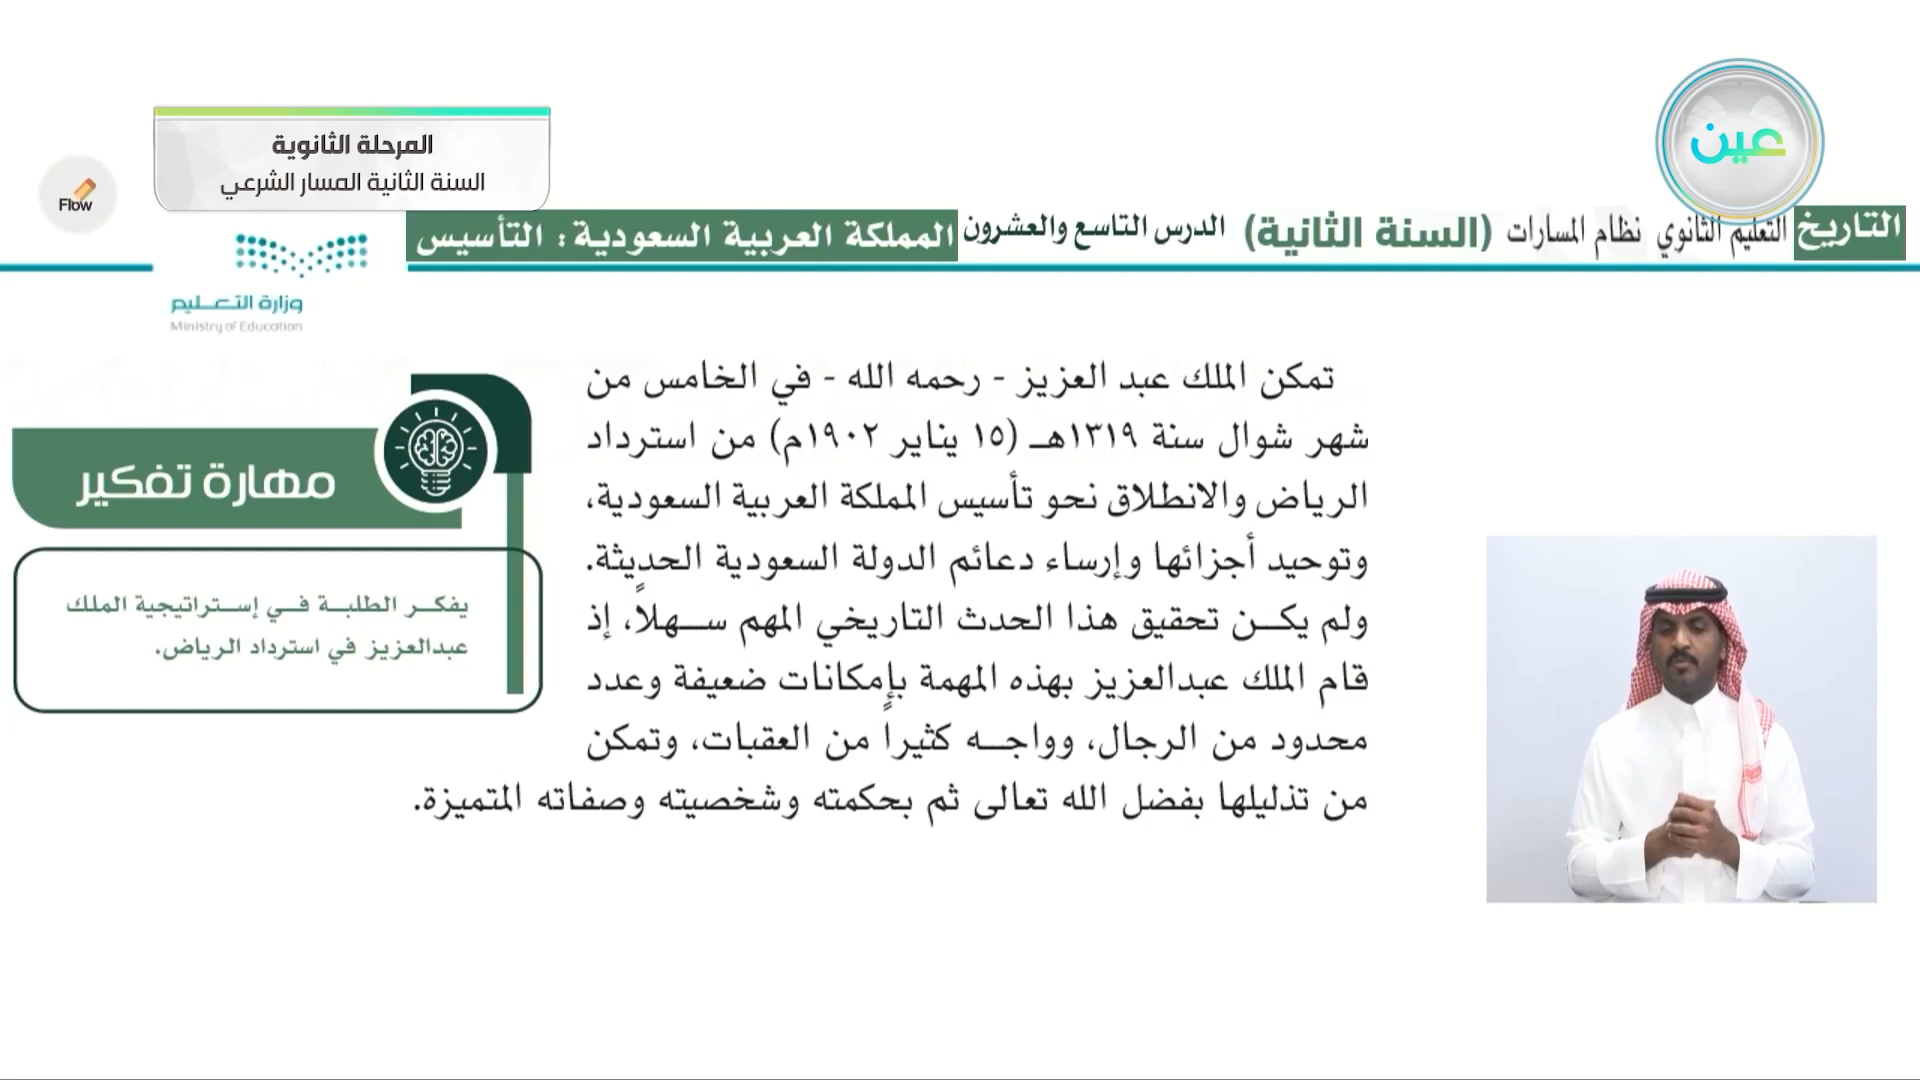 عين
المرحلة الثانوية
السنة الثانية المسار الشرعي
Flow
التاريخ التعليم الثانوي نظام المسارات (السنة الثانية) الدرس التاسع والعشرون المملكة العربية السعودية : التأسيس
وزارة التعليم
Ministry of Education
تمكن الملك عبد العزيز - رحمه الله - في الخامس من
شهر شوال سنة ١٣١٩هـ (١٥ يناير ١٩٠٢م) من استرداد
الرياض والانطلاق نحو تأسيس المملكة العربية السعودية،
وتوحيد أجزائها وإرساء دعائم الدولة السعودية الحديثة.
ولم يكن تحقيق هذا الحدث التاريخي المهم سهلاً، إذ
قام الملك عبدالعزيز بهذه المهمة بإمكانات ضعيفة وعدد
محدود من الرجال، وواجه كثيراً من العقبات، وتمكن
من تذليلها بفضل الله تعالى ثم بحكمته وشخصيته وصفاته المتميزة.
مهارة تفكير
يفكر الطلبة في إستراتيجية الملك
عبدالعزيز في استرداد الرياض.